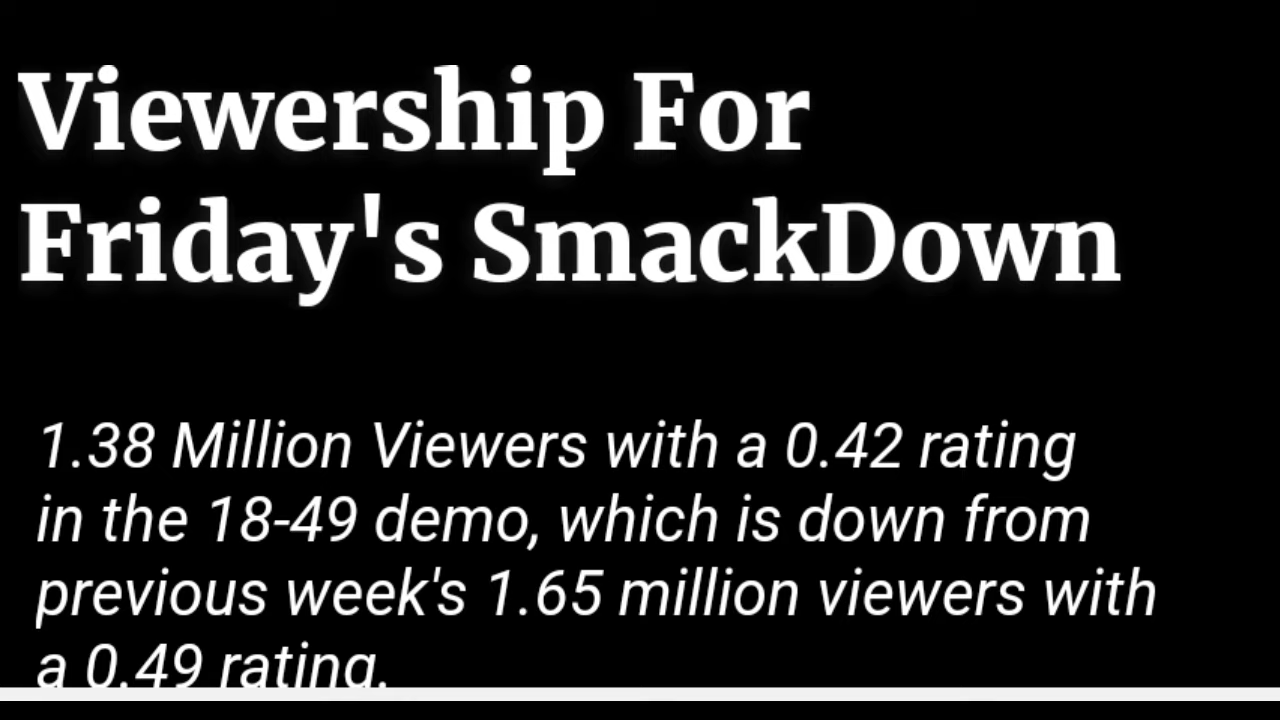 Viewership For
Friday's SmackDown
1.38 Million Viewers with a 0.42 rating
in the 18-49 demo, which is down from
previous week's 1.65 million viewers with
a 0.49 rating.